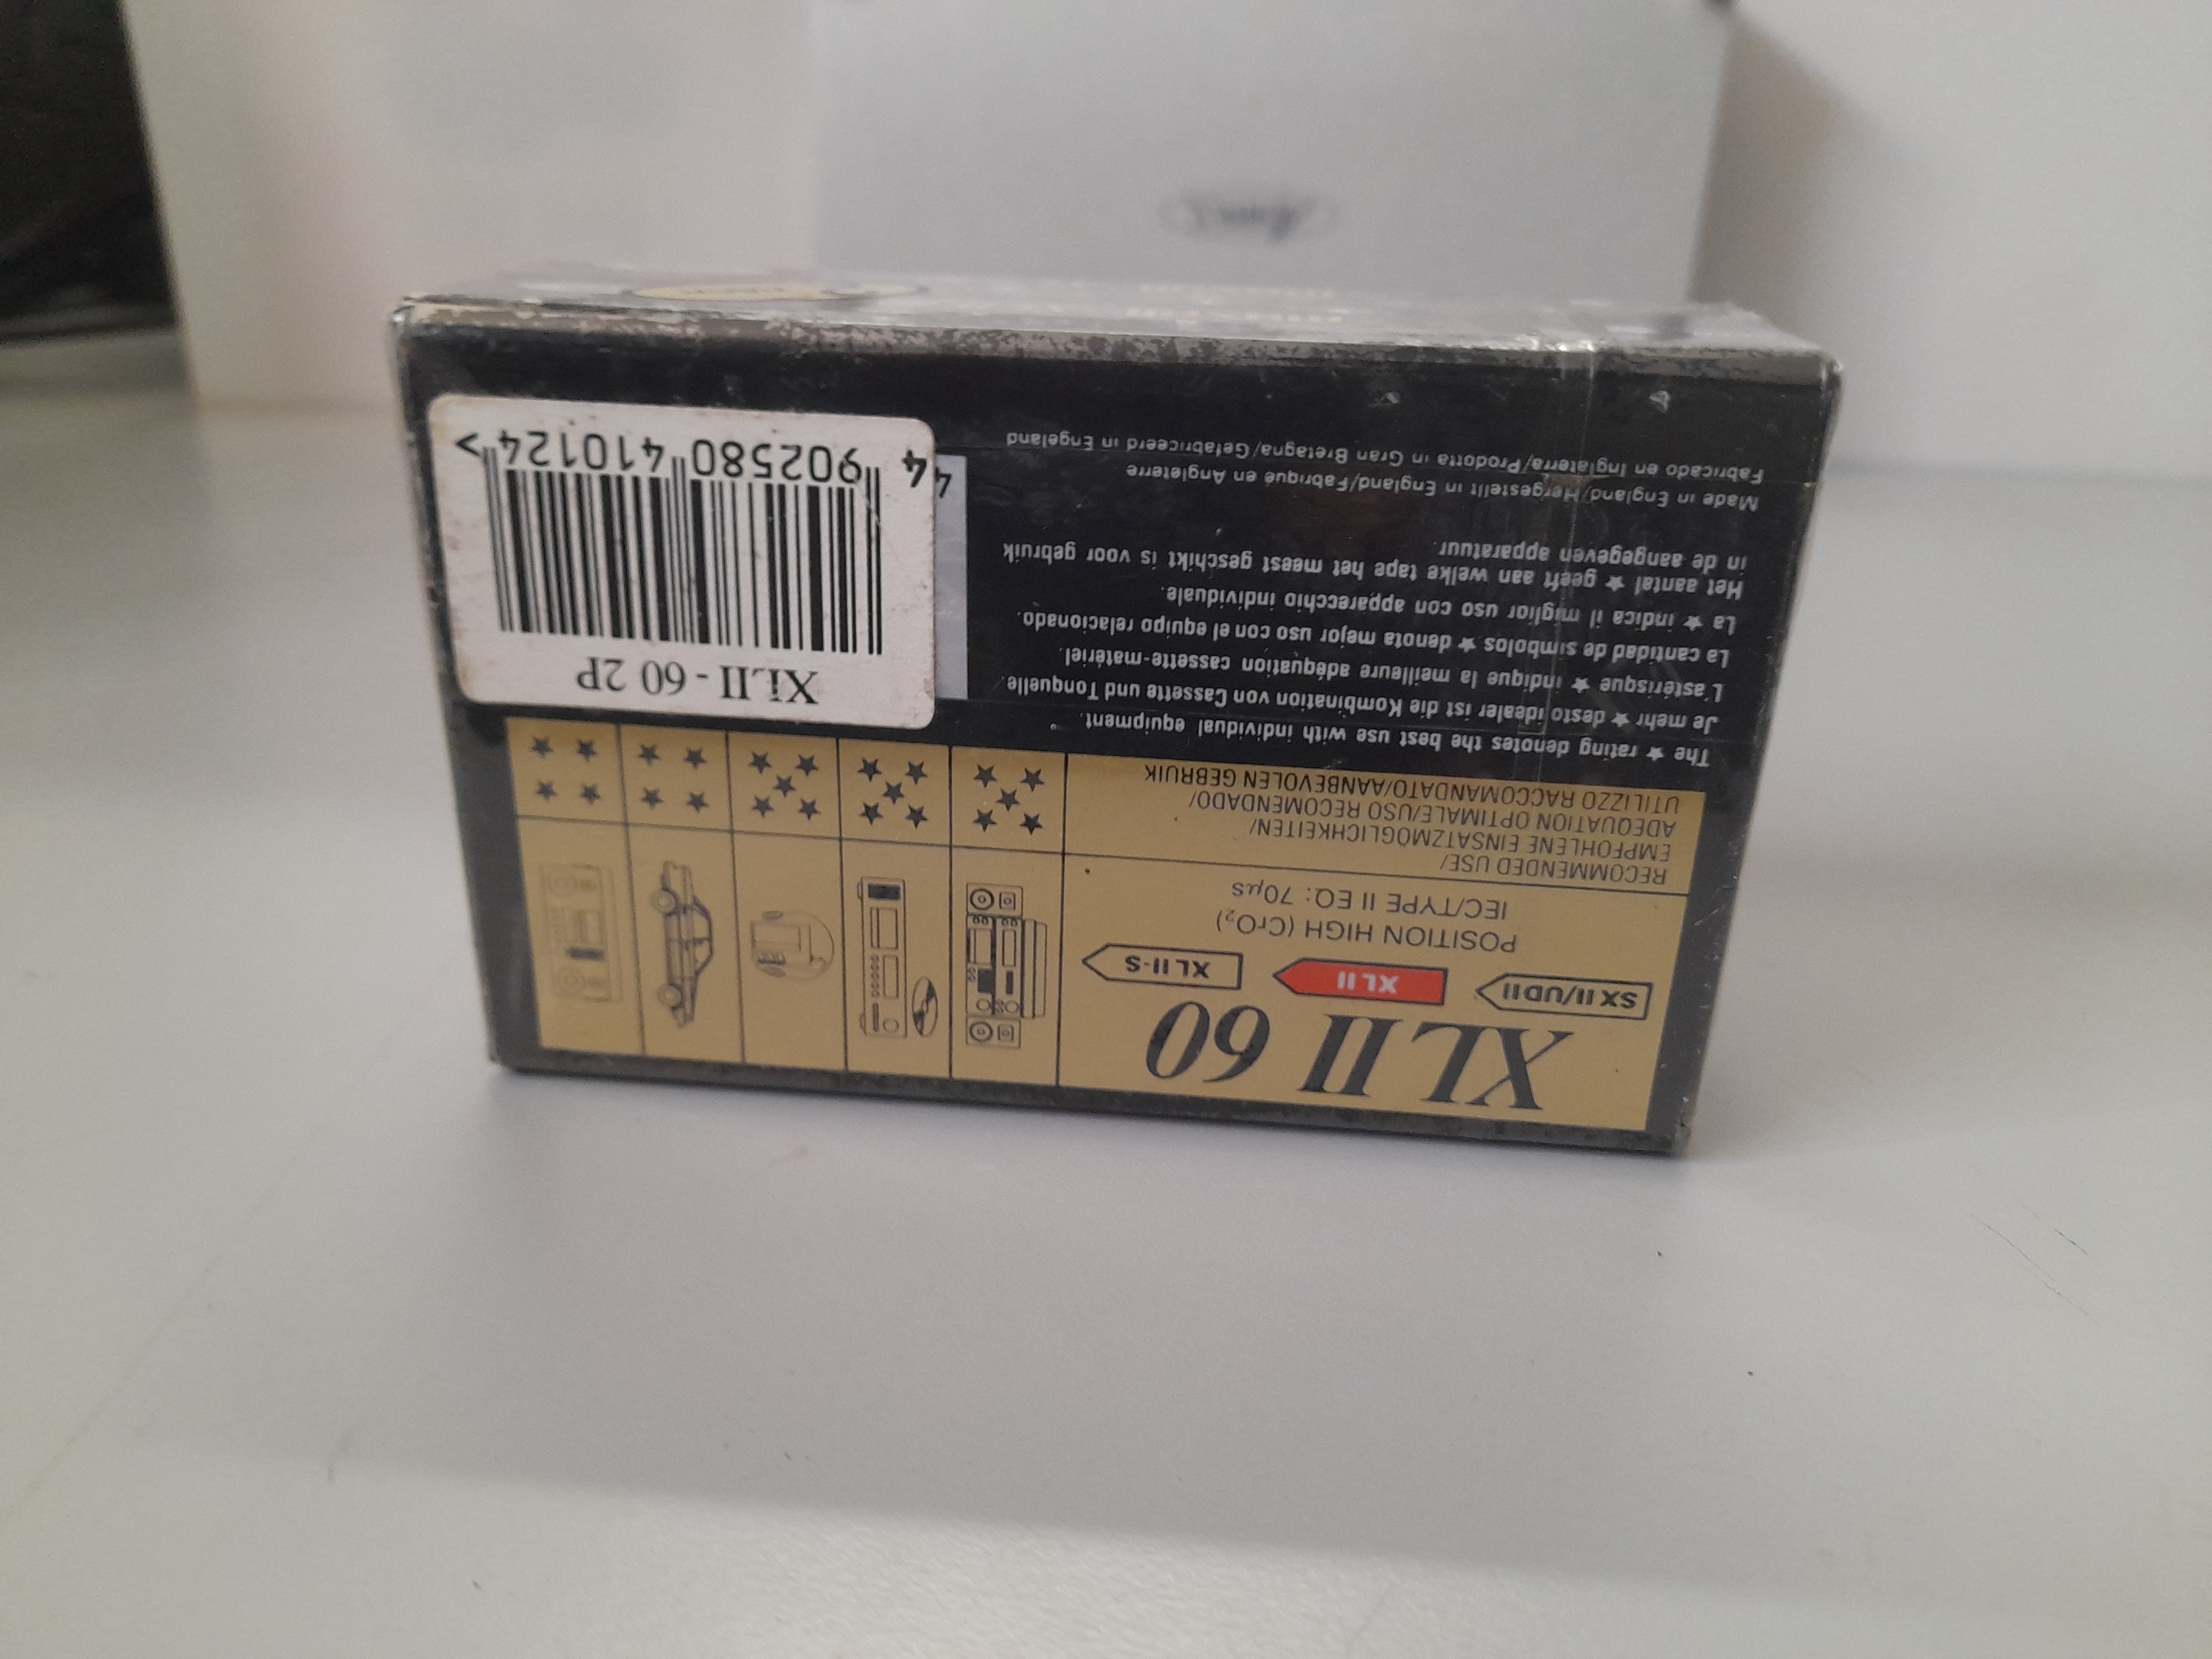 XL II 60
SX II/UD II
XL II
XL II-S
POSITION HIGH (CrO₂)
IEC/TYPE II EQ: 70µs
RECOMMENDED USE/
EMPFOHLENE EINSATZMÖGLICHKEITEN/
ADEQUATION OPTIMALE/USO RECOMENDADO/
UTILIZZO RACCOMANDATO/AANBEVOLEN GEBRUIK
The rating ★ denotes the best use with individual equipment.
Je mehr ★ desto idealer ist die Kombination von Cassette und Tonquelle.
L'astérisque ★ indique la meilleure adéquation cassette-matériel.
La cantidad de simbolos ★ denota mejor uso con el equipo relacionado.
La ★ indica il miglior uso con apparecchio individuale.
Het aantal ★ geeft aan welke tape het meest geschikt is voor gebruik
in de aangegeven apparatuur.
Made in England/Hergestellt in England/Fabriqué en Angleterre
Fabricado en Inglaterra/Prodotta in Gran Bretagna/Gefabriceerd in Engeland
XLII - 60 2P
4 902580 410124 >
4